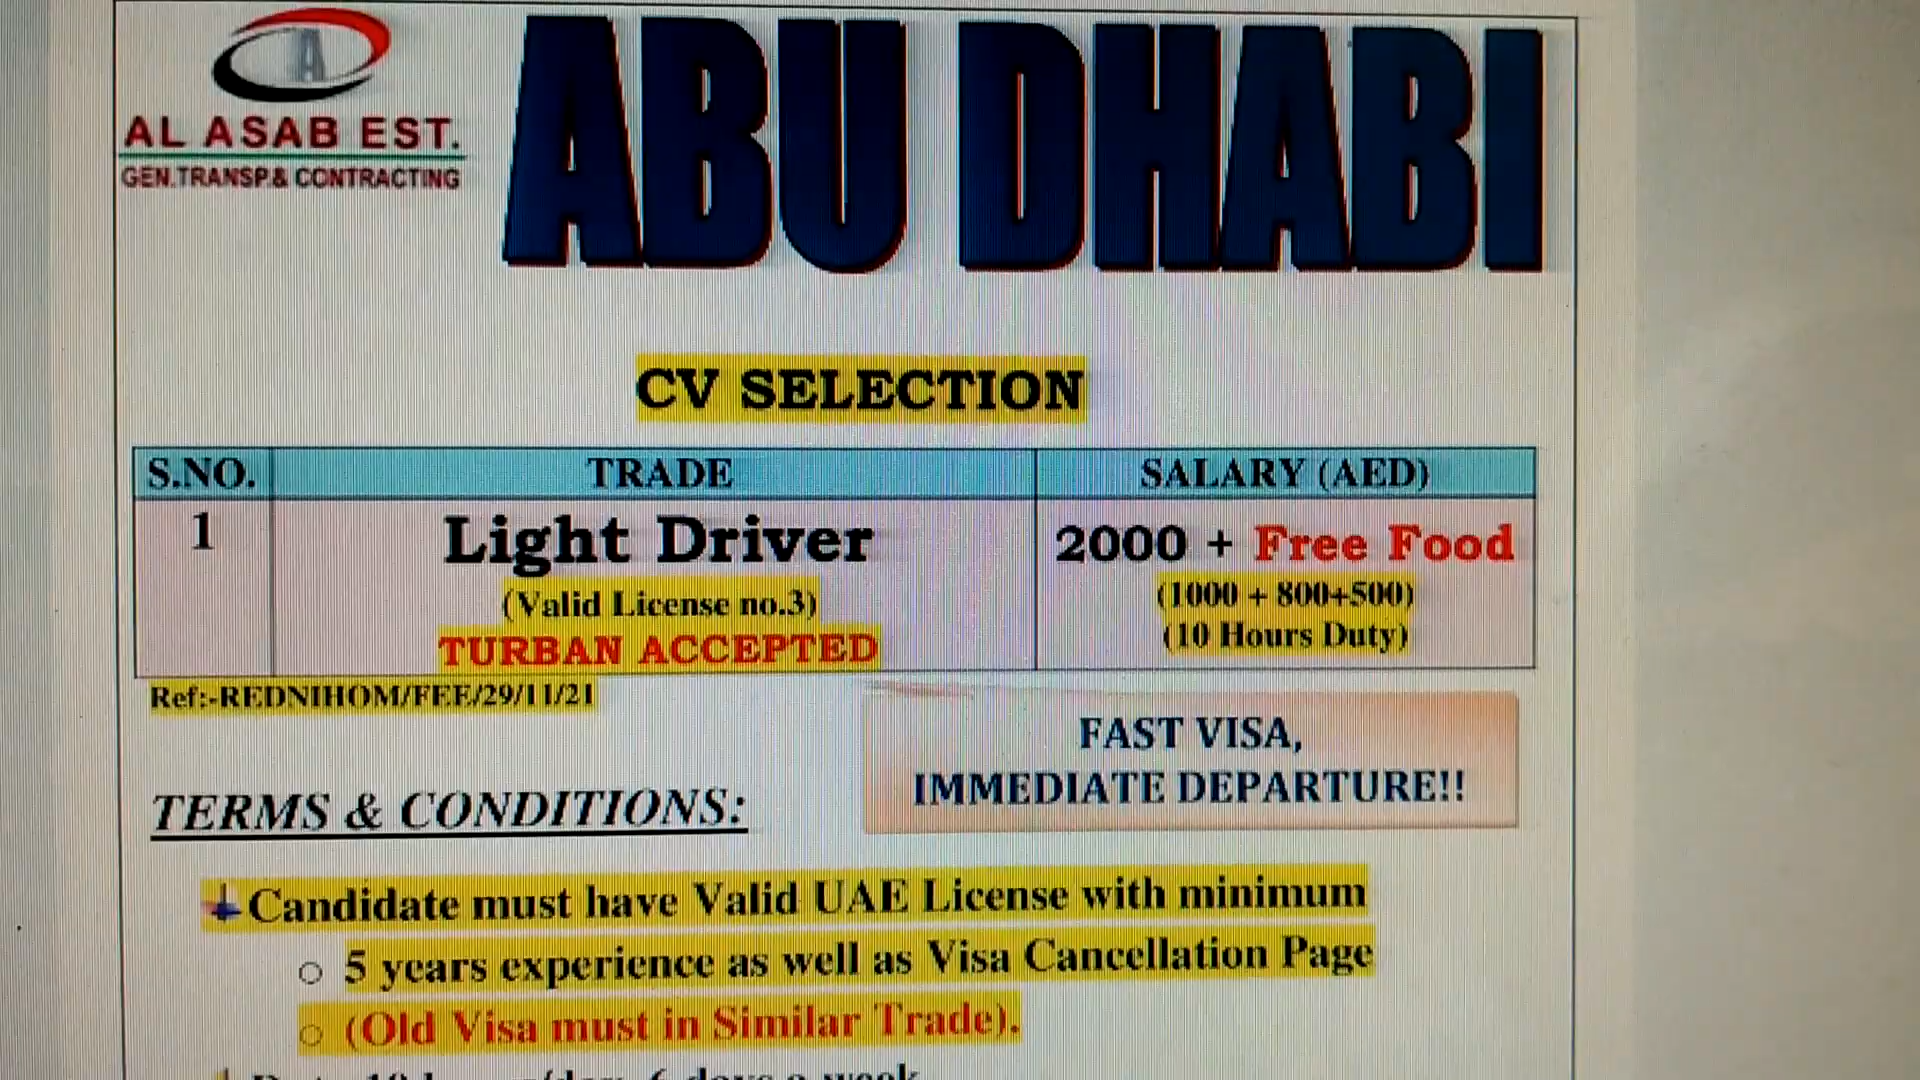 A
AL ASAB EST.
GEN.TRANSP.& CONTRACTING
ABU DHABI
CV SELECTION
S.NO. TRADE SALARY (AED)
1 Light Driver 2000 + Free Food
(Valid License no.3) (1000 + 800+500)
TURBAN ACCEPTED (10 Hours Duty)
Ref:-REDNIHOM/FEE/29/11/21
FAST VISA,
IMMEDIATE DEPARTURE!!
TERMS & CONDITIONS:
Candidate must have Valid UAE License with minimum
5 years experience as well as Visa Cancellation Page
(Old Visa must in Similar Trade).